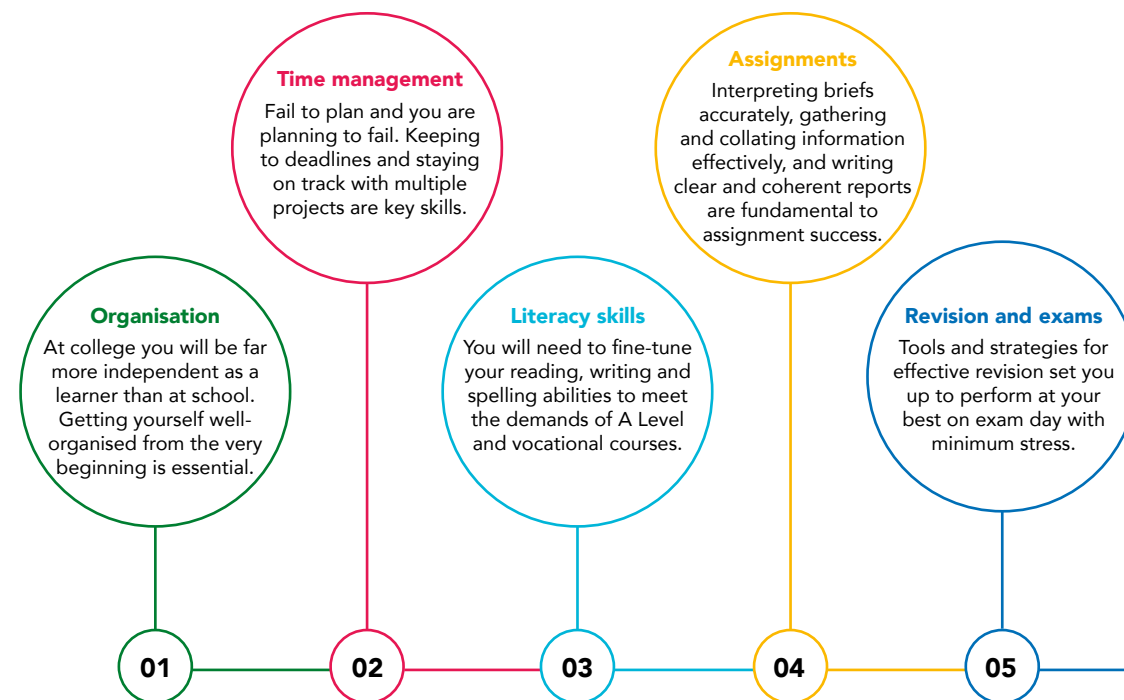 Organisation
At college you will be far
more independent as a
learner than at school.
Getting yourself well-
organised from the very
beginning is essential.
01
Time management
Fail to plan and you are
planning to fail. Keeping
to deadlines and staying
on track with multiple
projects are key skills.
02
Literacy skills
You will need to fine-tune
your reading, writing and
spelling abilities to meet
the demands of A Level
and vocational courses.
03
Assignments
Interpreting briefs
accurately, gathering
and collating information
effectively, and writing
clear and coherent reports
are fundamental to
assignment success.
04
Revision and exams
Tools and strategies for
effective revision set you
up to perform at your
best on exam day with
minimum stress.
05